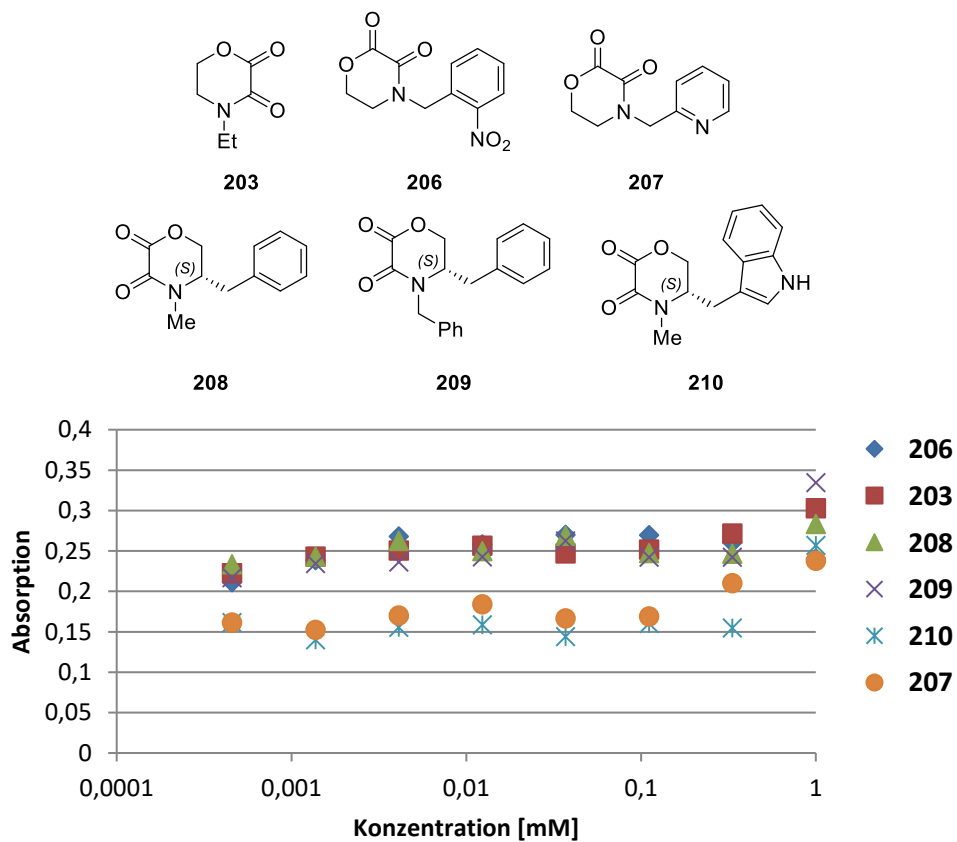 O O O O
O O O
O N N N
N N
Et NO₂
203 206 207
O O O O O O
(S) (S) (S) NH
O N O N O N
Me Ph Me
208 209 210
0,4
0,35
0,3
0,25
0,2
0,15
0,1
0,05
0
Absorption
0,0001 0,001 0,01 0,1 1
Konzentration [mM]
206
203
208
209
210
207